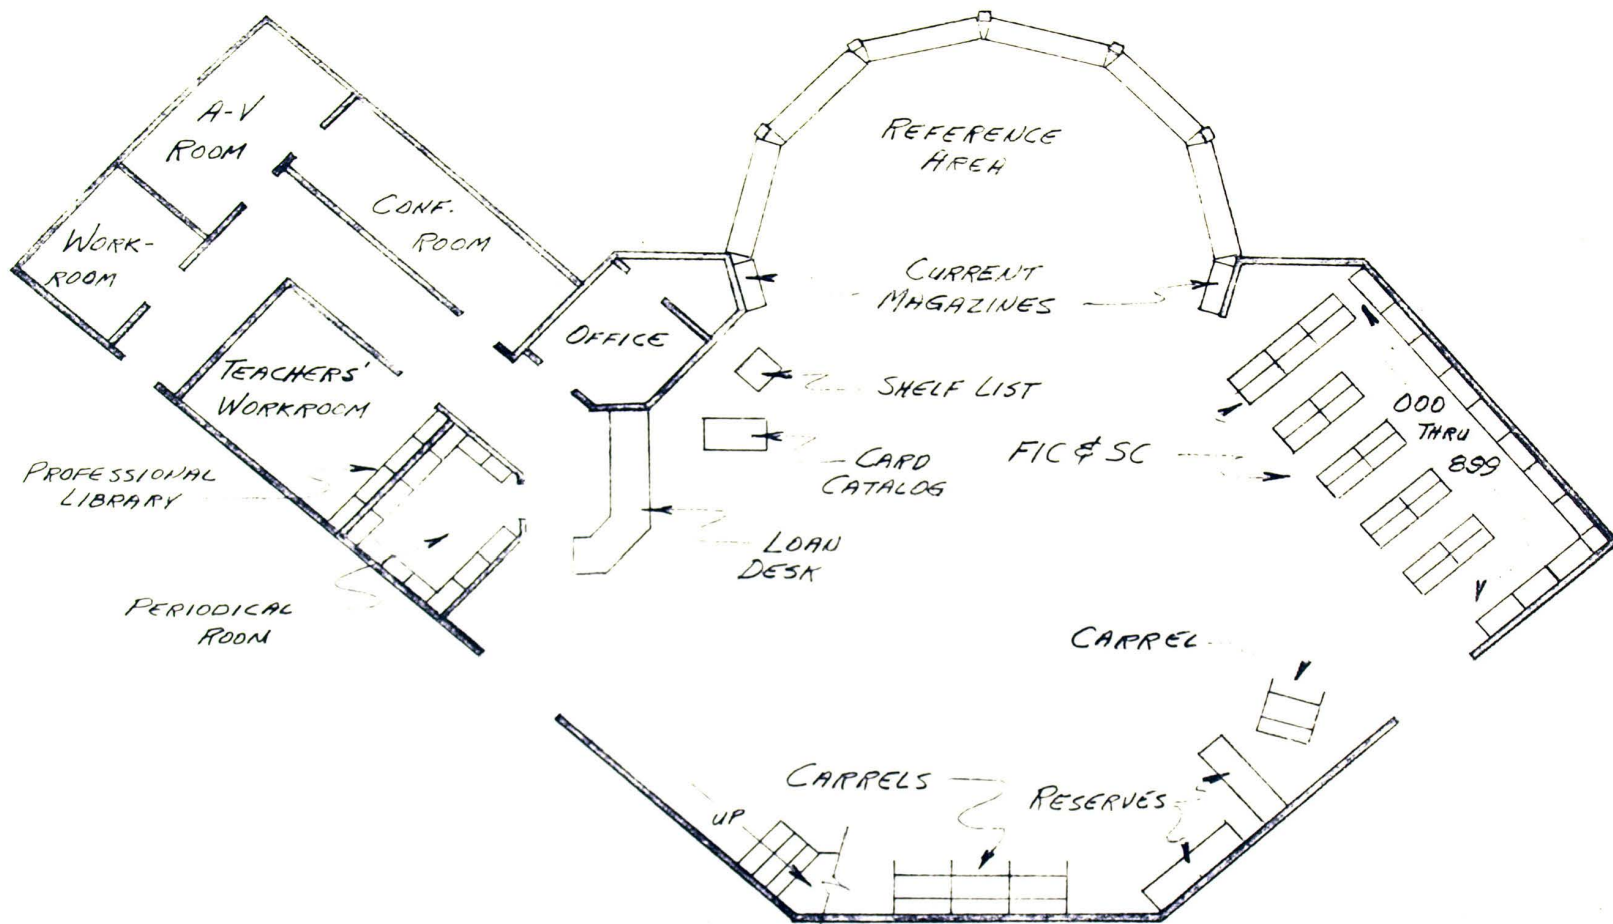 A-V
ROOM
REFERENCE
AREA
CONF.
ROOM
WORK-
ROOM
CURRENT
MAGAZINES
OFFICE
TEACHERS'
WORKROOM
SHELF LIST
000
THRU
899
FIC & SC
CARD
CATALOG
PROFESSIONAL
LIBRARY
LOAN
DESK
PERIODICAL
ROOM
CARREL
CARRELS
RESERVES
UP